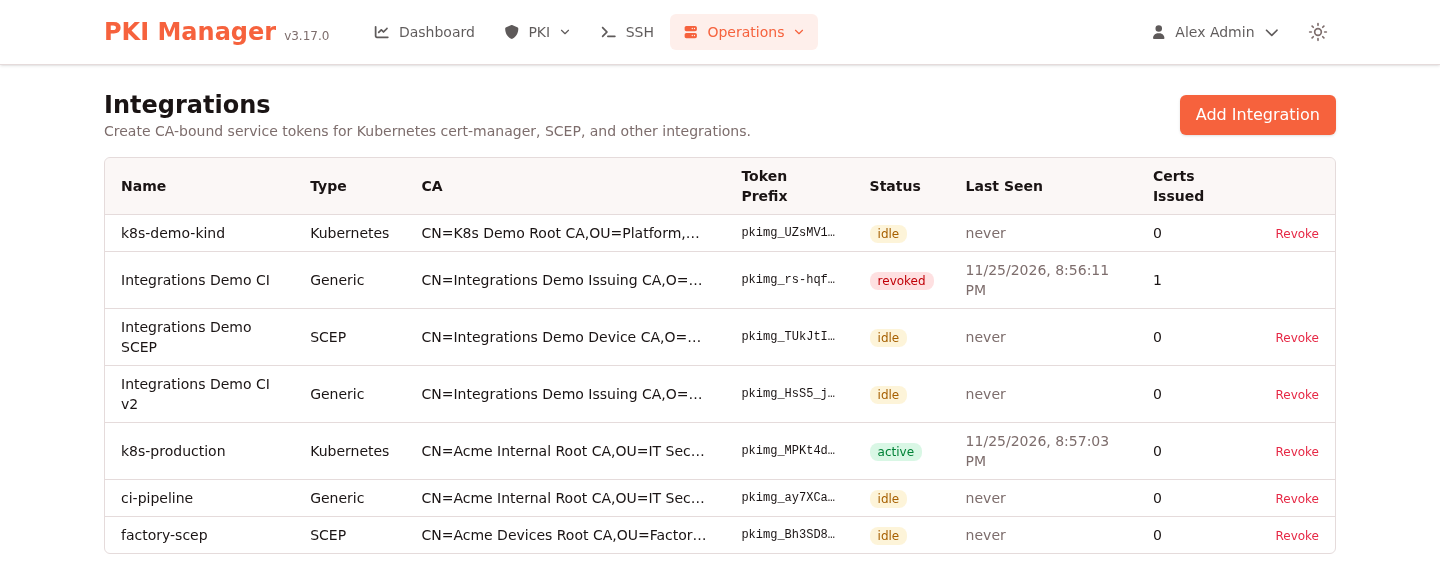 PKI Manager v3.17.0 Dashboard PKI SSH Operations Alex Admin
Integrations
Create CA-bound service tokens for Kubernetes cert-manager, SCEP, and other integrations.
Add Integration
Name Type CA Token Prefix Status Last Seen Certs Issued
k8s-demo-kind Kubernetes CN=K8s Demo Root CA,OU=Platform,… pkimg_UZsMV1… idle never 0 Revoke
Integrations Demo CI Generic CN=Integrations Demo Issuing CA,O=… pkimg_rs-hqf… revoked 11/25/2026, 8:56:11 PM 1
Integrations Demo SCEP SCEP CN=Integrations Demo Device CA,O=… pkimg_TUkJtI… idle never 0 Revoke
Integrations Demo CI v2 Generic CN=Integrations Demo Issuing CA,O=… pkimg_HsS5_j… idle never 0 Revoke
k8s-production Kubernetes CN=Acme Internal Root CA,OU=IT Sec… pkimg_MPKt4d… active 11/25/2026, 8:57:03 PM 0 Revoke
ci-pipeline Generic CN=Acme Internal Root CA,OU=IT Sec… pkimg_ay7XCa… idle never 0 Revoke
factory-scep SCEP CN=Acme Devices Root CA,OU=Factor… pkimg_Bh3SD8… idle never 0 Revoke